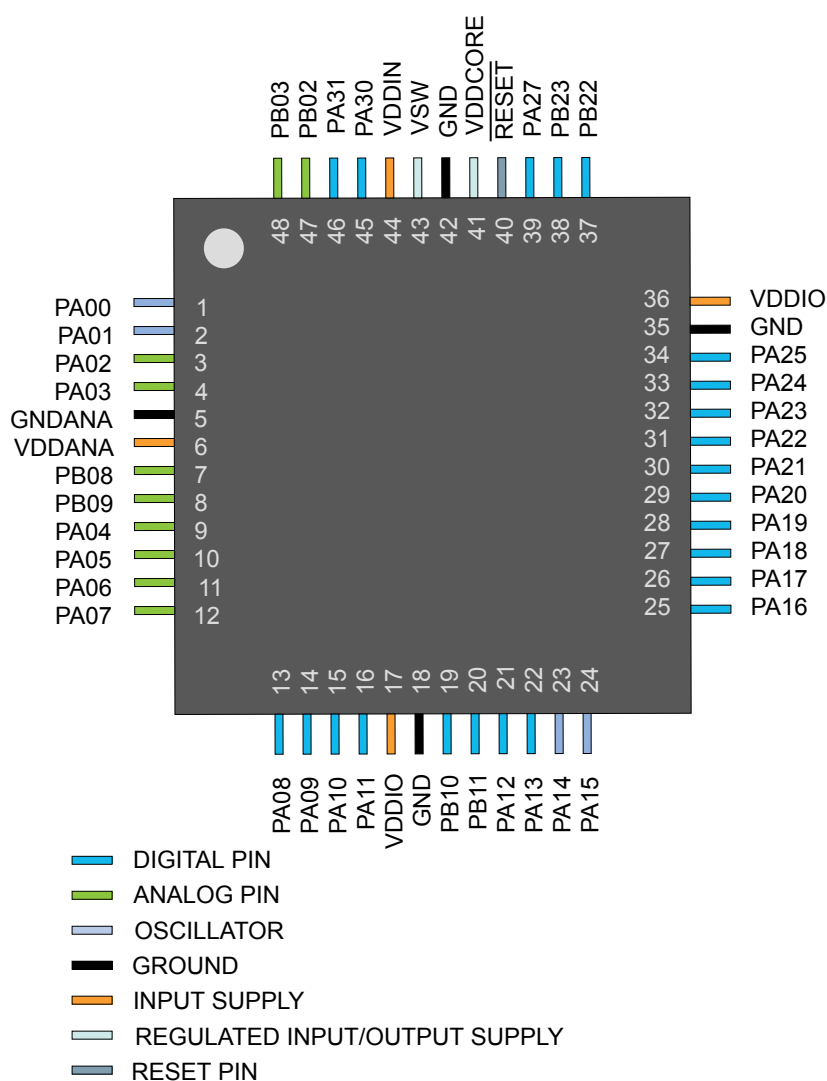 PB03
PB02
PA31
PA30
VDDIN
VSW
GND
VDDCORE
RESET
PA27
PB23
PB22
48
47
46
45
44
43
42
41
40
39
38
37
PA00 1
PA01 2
PA02 3
PA03 4
GNDANA 5
VDDANA 6
PB08 7
PB09 8
PA04 9
PA05 10
PA06 11
PA07 12
36 VDDIO
35 GND
34 PA25
33 PA24
32 PA23
31 PA22
30 PA21
29 PA20
28 PA19
27 PA18
26 PA17
25 PA16
13
14
15
16
17
18
19
20
21
22
23
24
PA08
PA09
PA10
PA11
VDDIO
GND
PB10
PB11
PA12
PA13
PA14
PA15
DIGITAL PIN
ANALOG PIN
OSCILLATOR
GROUND
INPUT SUPPLY
REGULATED INPUT/OUTPUT SUPPLY
RESET PIN